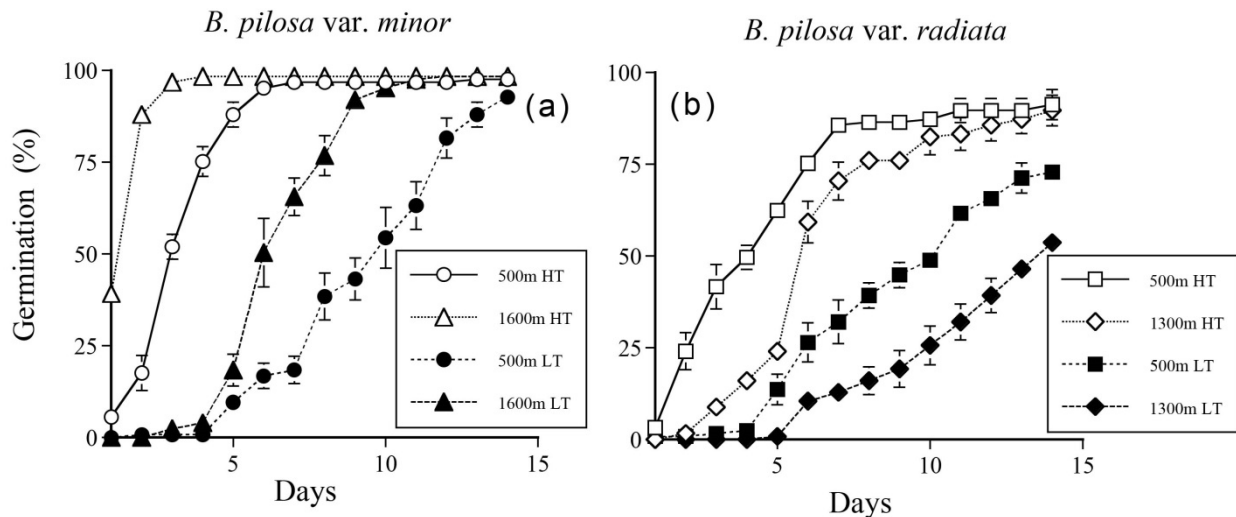 B. pilosa var. minor
B. pilosa var. radiata
Germination (%)
100
75
50
25
0
5
10
15
Days
(a)
500m HT
1600m HT
500m LT
1600m LT
100
75
50
25
0
5
10
15
Days
(b)
500m HT
1300m HT
500m LT
1300m LT